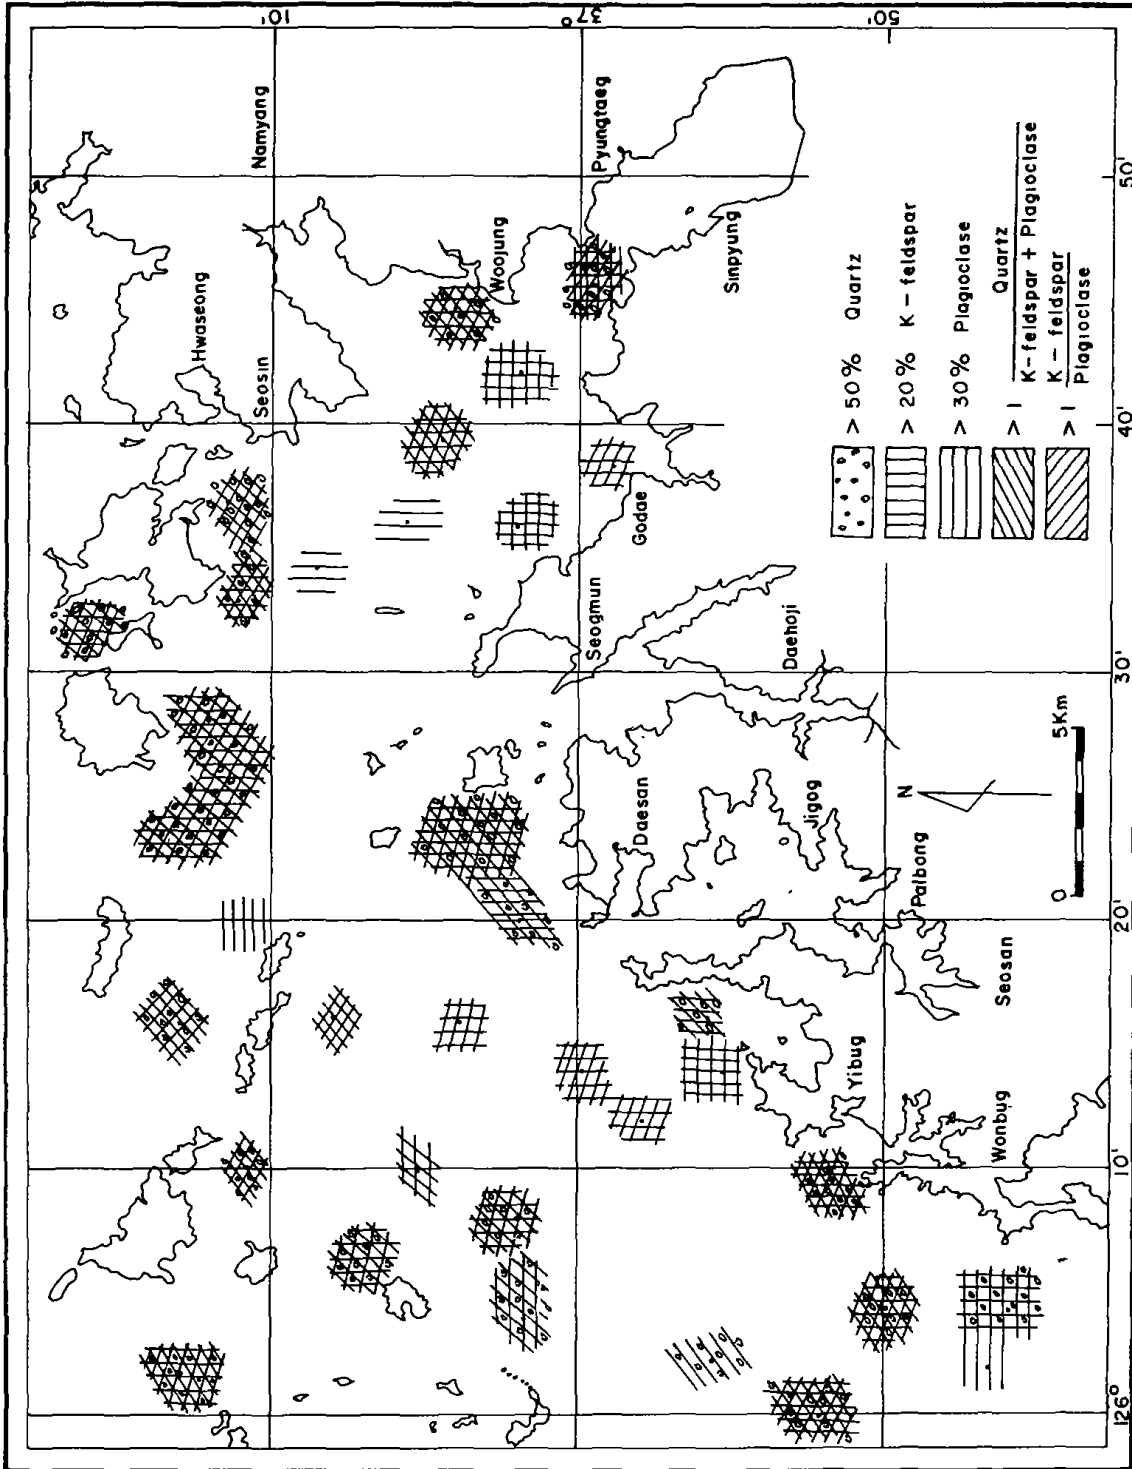 10'
37°
50'
Namyang
Pyungtaeg
50'
Hwaseong
Woojung
Sinpyung
Seosin
40'
Godae
> 50% Quartz
> 20% K-feldspar
> 30% Plagioclase
> 1 Quartz
K-feldspar + Plagioclase
> 1 K-feldspar
Plagioclase
Seogmun
Daehoji
30'
Daesan
Jigog
N
5Km
0
Palbong
20'
Seosan
Yibug
Wonbug
10'
126°